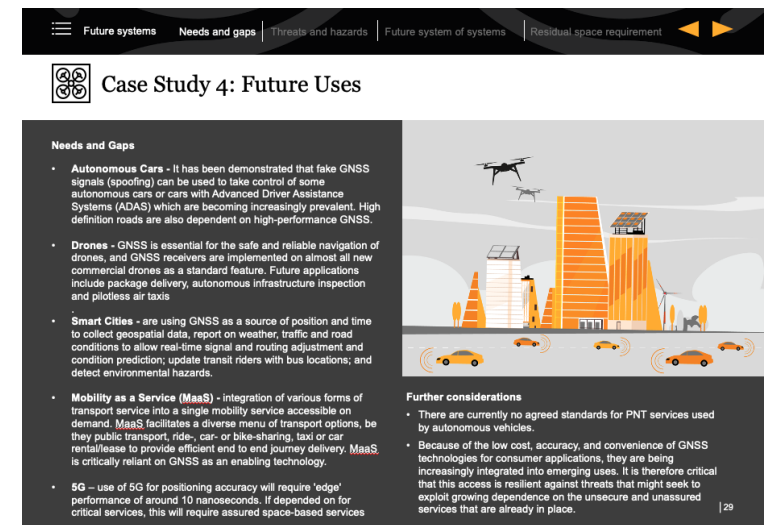 Future systems
Needs and gaps
Threats and hazards
Future system of systems
Residual space requirement
Case Study 4: Future Uses
Needs and Gaps
• Autonomous Cars - It has been demonstrated that fake GNSS
signals (spoofing) can be used to take control of some
autonomous cars or cars with Advanced Driver Assistance
Systems (ADAS) which are becoming increasingly prevalent. High
definition roads are also dependent on high-performance GNSS.
• Drones - GNSS is essential for the safe and reliable navigation of
drones, and GNSS receivers are implemented on almost all new
commercial drones as a standard feature. Future applications
include package delivery, autonomous infrastructure inspection
and pilotless air taxis
.
• Smart Cities - are using GNSS as a source of position and time
to collect geospatial data, report on weather, traffic and road
conditions to allow real-time signal and routing adjustment and
condition prediction; update transit riders with bus locations; and
detect environmental hazards.
• Mobility as a Service (MaaS) - integration of various forms of
transport service into a single mobility service accessible on
demand. MaaS facilitates a diverse menu of transport options, be
they public transport, ride-, car- or bike-sharing, taxi or car
rental/lease to provide efficient end to end journey delivery. MaaS
is critically reliant on GNSS as an enabling technology.
• 5G – use of 5G for positioning accuracy will require 'edge'
performance of around 10 nanoseconds. If depended on for
critical services, this will require assured space-based services
Further considerations
• There are currently no agreed standards for PNT services used
by autonomous vehicles.
• Because of the low cost, accuracy, and convenience of GNSS
technologies for consumer applications, they are being
increasingly integrated into emerging uses. It is therefore critical
that this access is resilient against threats that might seek to
exploit growing dependence on the unsecure and unassured
services that are already in place.
29